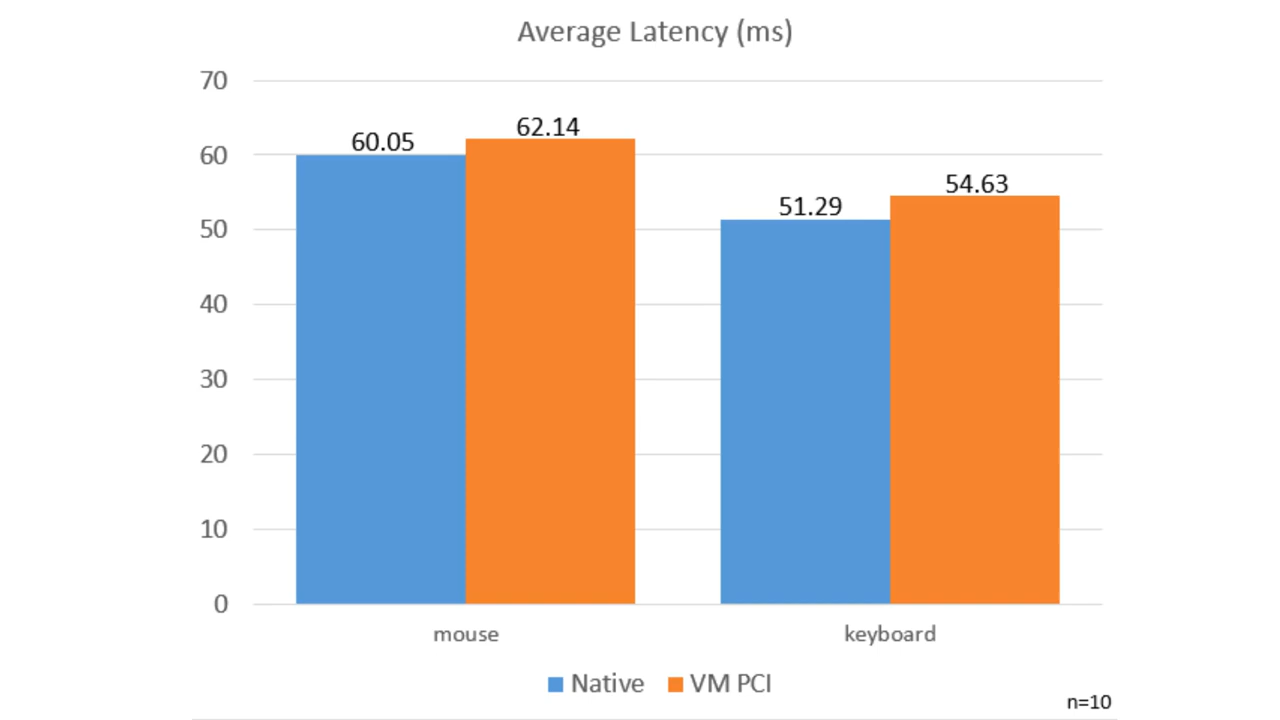 Average Latency (ms)
70
60
50
40
30
20
10
0
60.05
62.14
51.29
54.63
mouse
keyboard
Native
VM PCI
n=10